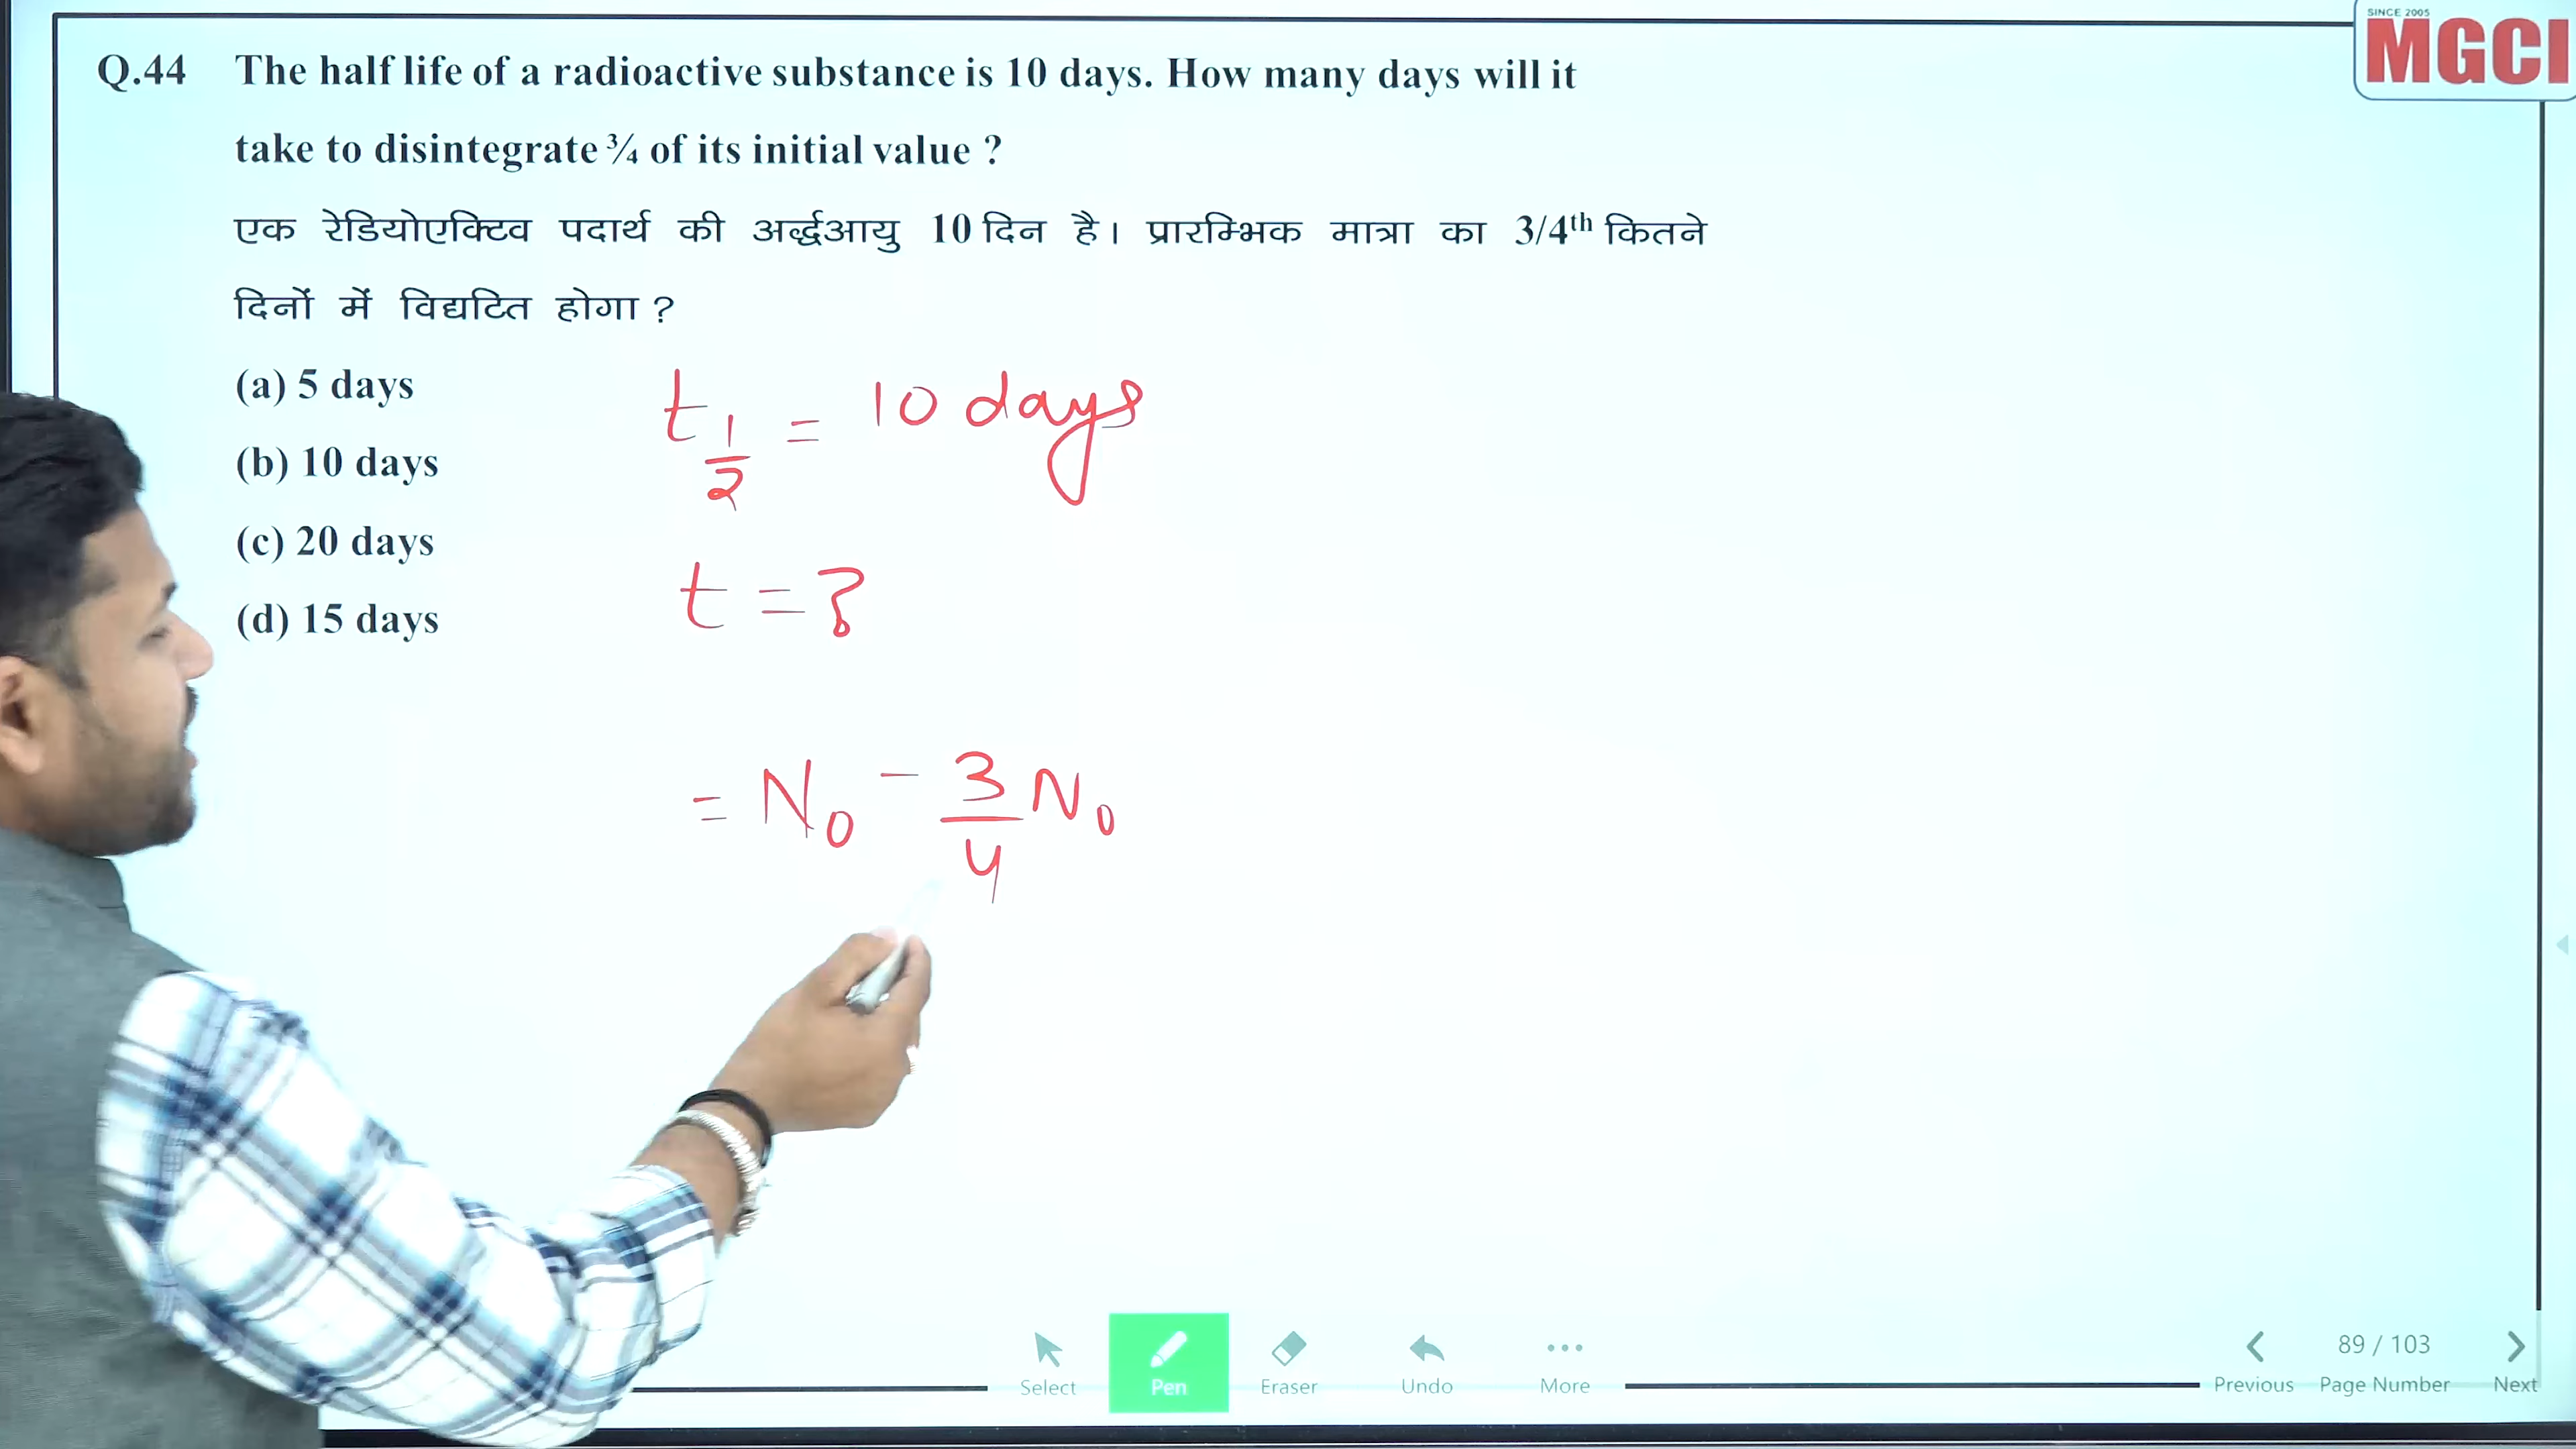 SINCE 2005
MGCI
Q.44 The half life of a radioactive substance is 10 days. How many days will it
take to disintegrate ¾ of its initial value ?
एक रेडियोएक्टिव पदार्थ की अर्द्धआयु 10 दिन है। प्रारम्भिक मात्रा का 3/4th कितने
दिनों में विद्यटित होगा ?
(a) 5 days
(b) 10 days
(c) 20 days
(d) 15 days
t 1/2 = 10 days
t = ?
= N₀ - 3/4 N₀
Select Pen Eraser Undo More
89 / 103
Previous Page Number Next